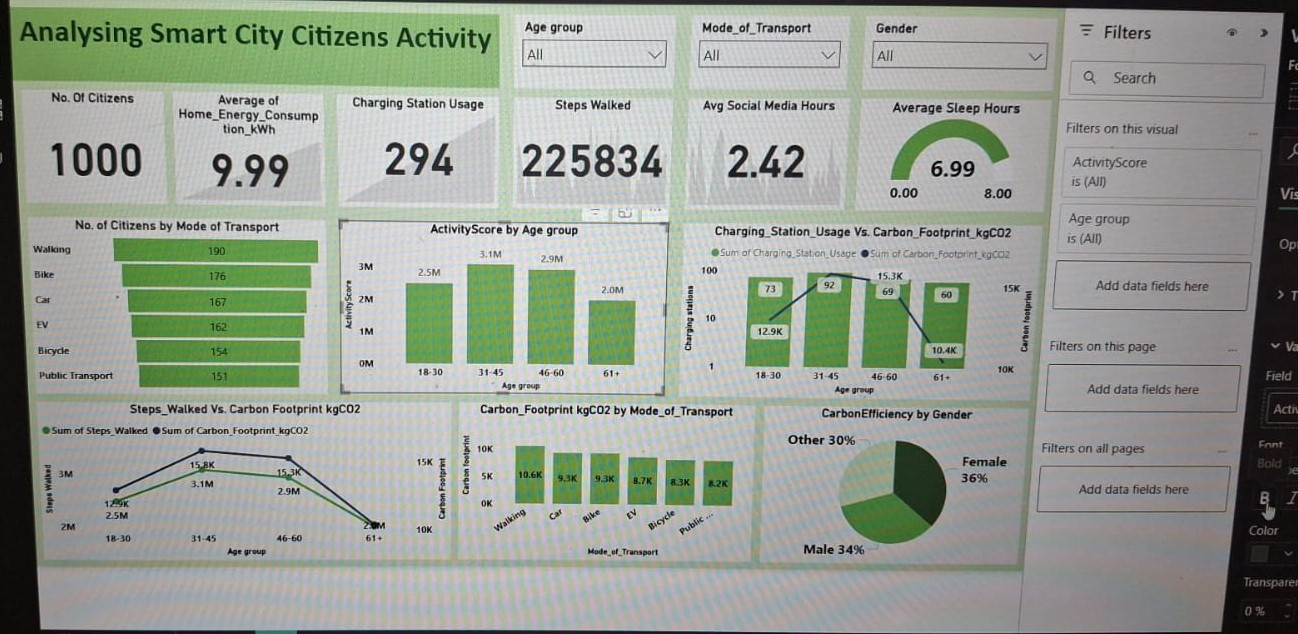 Analysing Smart City Citizens Activity
Age group
All
Mode_of_Transport
All
Gender
All
No. Of Citizens
1000
Average of
Home_Energy_Consump
tion_kWh
9.99
Charging Station Usage
294
Steps Walked
225834
Avg Social Media Hours
2.42
Average Sleep Hours
6.99
0.00
8.00
No. of Citizens by Mode of Transport
Walking 190
Bike 176
Car 167
EV 162
Bicycle 154
Public Transport 151
ActivityScore by Age group
ActivityScore
3M
2M
1M
0M
2.5M
3.1M
2.9M
2.0M
18-30
31-45
46-60
61+
Age group
Charging_Station_Usage Vs. Carbon_Footprint_kgCO2
Sum of Charging_Station_Usage
Sum of Carbon_Footprint_kgCO2
Charging stations
100
10
1
73
92
15.3K
69
60
12.9K
10.4K
15K
10K
Carbon footprint
18-30
31-45
46-60
61+
Age group
Steps_Walked Vs. Carbon Footprint kgCO2
Sum of Steps_Walked
Sum of Carbon_Footprint_kgCO2
Steps Walked
3M
2M
12.9K
2.5M
15.8K
3.1M
15.3K
2.9M
15K
10K
Carbon Footprint
18-30
31-45
46-60
61+
Age group
Carbon_Footprint kgCO2 by Mode_of_Transport
Carbon footprint
10K
5K
0K
10.6K
9.3K
9.3K
8.7K
8.3K
8.2K
Walking
Car
Bike
EV
Bicycle
Public ...
Mode_of_Transport
CarbonEfficiency by Gender
Other 30%
Female
36%
Male 34%
Filters
Search
Filters on this visual
...
ActivityScore
is (All)
Age group
is (All)
Add data fields here
Filters on this page
...
Add data fields here
Filters on all pages
...
Add data fields here
Vis
Field
Font
Bold
B
Color
Transparen
0 %